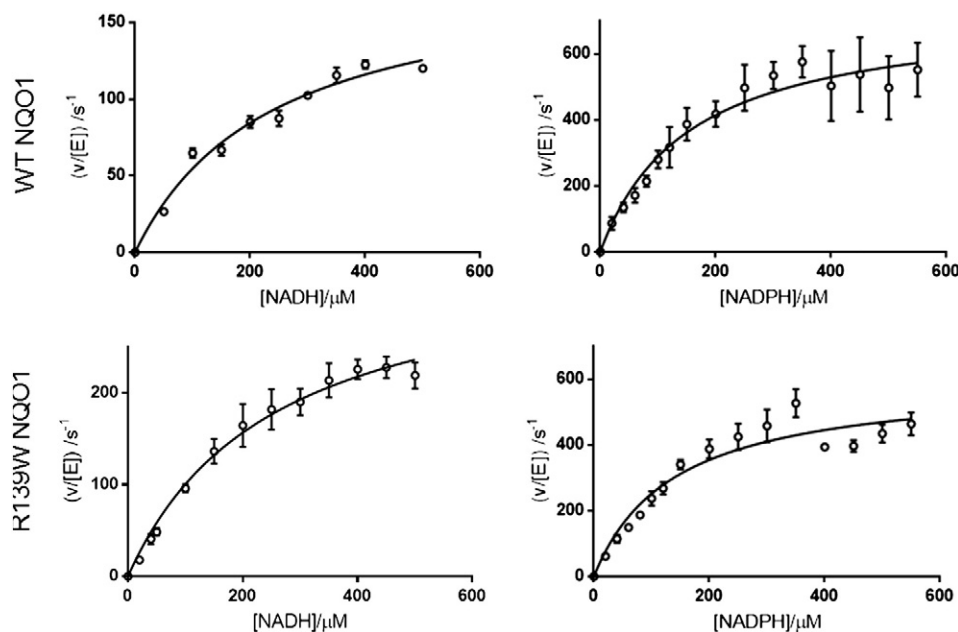 WT NQO1
(v/[E]) /s⁻¹
150
100
50
0
0 200 400 600
[NADH]/μM
(v/[E]) /s⁻¹
600
400
200
0
0 200 400 600
[NADPH]/μM
R139W NQO1
(v/[E]) /s⁻¹
200
100
0
0 200 400 600
[NADH]/μM
(v/[E]) /s⁻¹
600
400
200
0
0 200 400 600
[NADPH]/μM